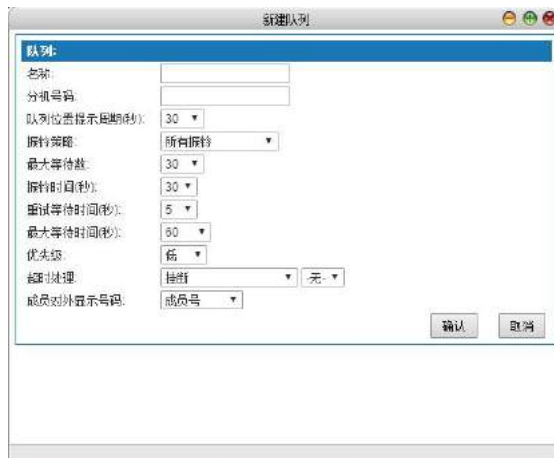 新建队列
队列:
名称:
分机号码:
队列位置提示周期(秒): 30
振铃策略: 所有振铃
最大等待数: 30
振铃时间(秒): 30
重试等待时间(秒): 5
最大等待时间(秒): 60
优先级: 低
超时处理: 挂断 -无-
成员对外显示号码: 成员号
确认 取消